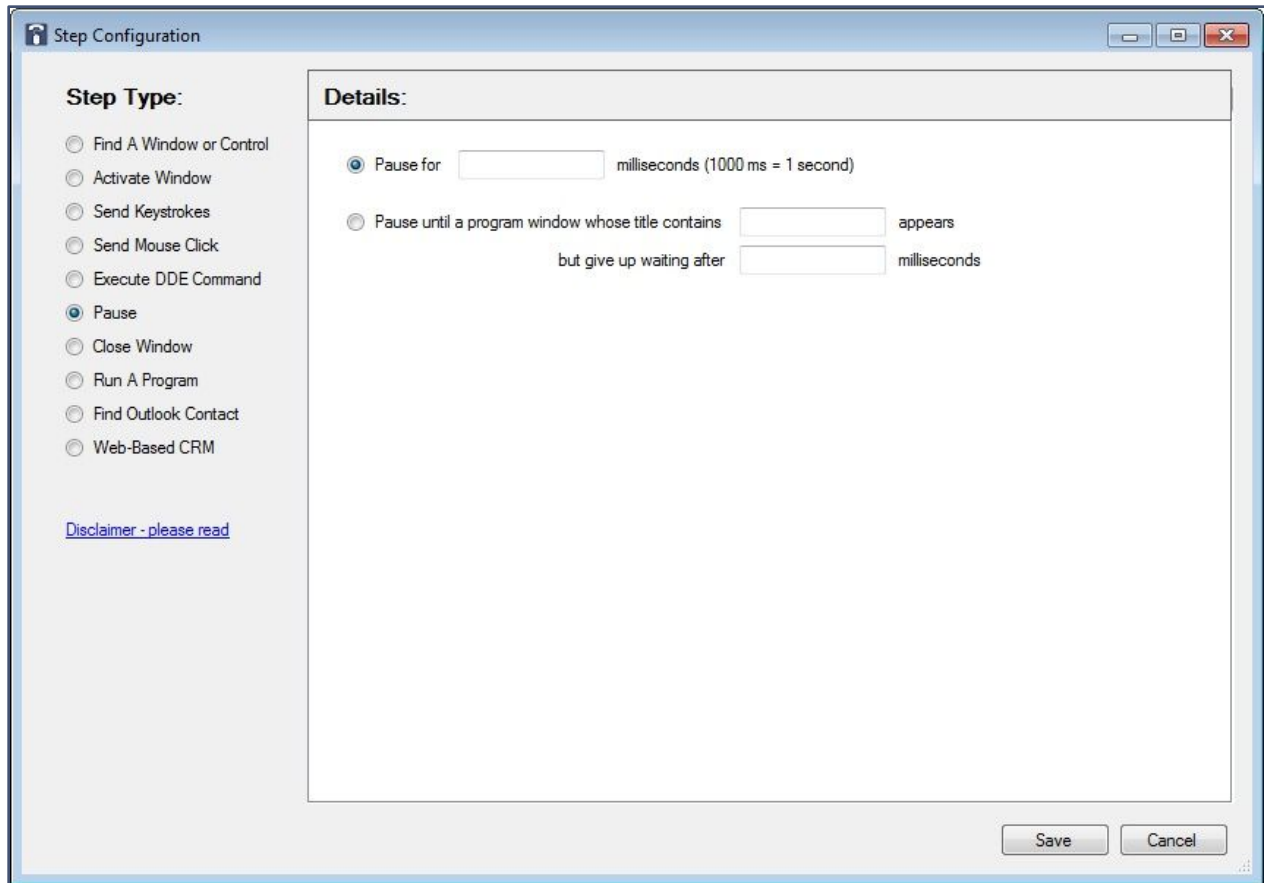 Step Configuration
Step Type:
Find A Window or Control
Activate Window
Send Keystrokes
Send Mouse Click
Execute DDE Command
Pause
Close Window
Run A Program
Find Outlook Contact
Web-Based CRM
Disclaimer - please read
Details:
Pause for milliseconds (1000 ms = 1 second)
Pause until a program window whose title contains appears
but give up waiting after milliseconds
Save Cancel